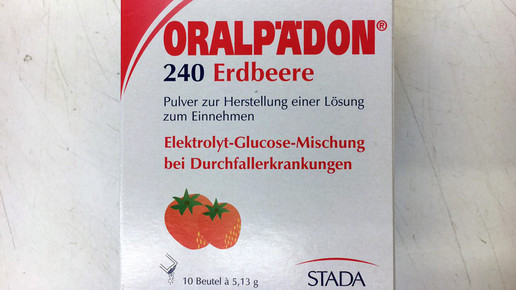 ORALPÄDON®
240 Erdbeere
Pulver zur Herstellung einer Lösung
zum Einnehmen
Elektrolyt-Glucose-Mischung
bei Durchfallerkrankungen
10 Beutel à 5,13 g
STADA